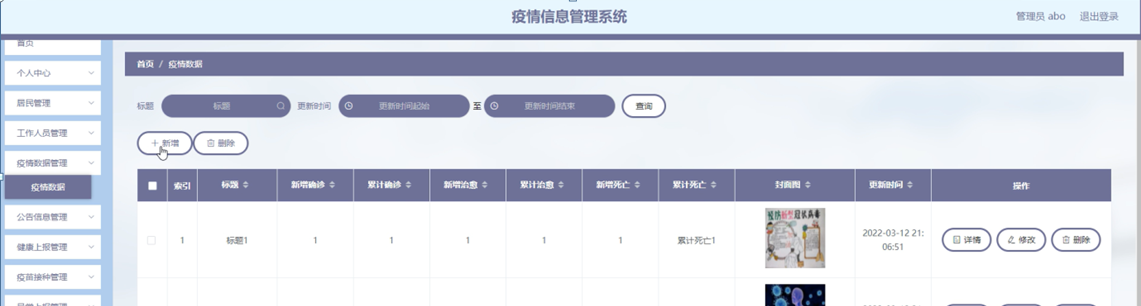 疫情信息管理系统
管理员 abo 退出登录
首页
个人中心
居民管理
工作人员管理
疫情数据管理
疫情数据
公告信息管理
健康上报管理
疫苗接种管理
首页 / 疫情数据
标题 标题 更新时间 更新时间起始 至 更新时间结束 查询
+ 新增 删除
索引 标题 新增确诊 累计确诊 新增治愈 累计治愈 新增死亡 累计死亡 封面图 更新时间 操作
1 标题1 1 1 1 1 1 累计死亡1 2022-03-12 21:
06:51 详情 修改 删除